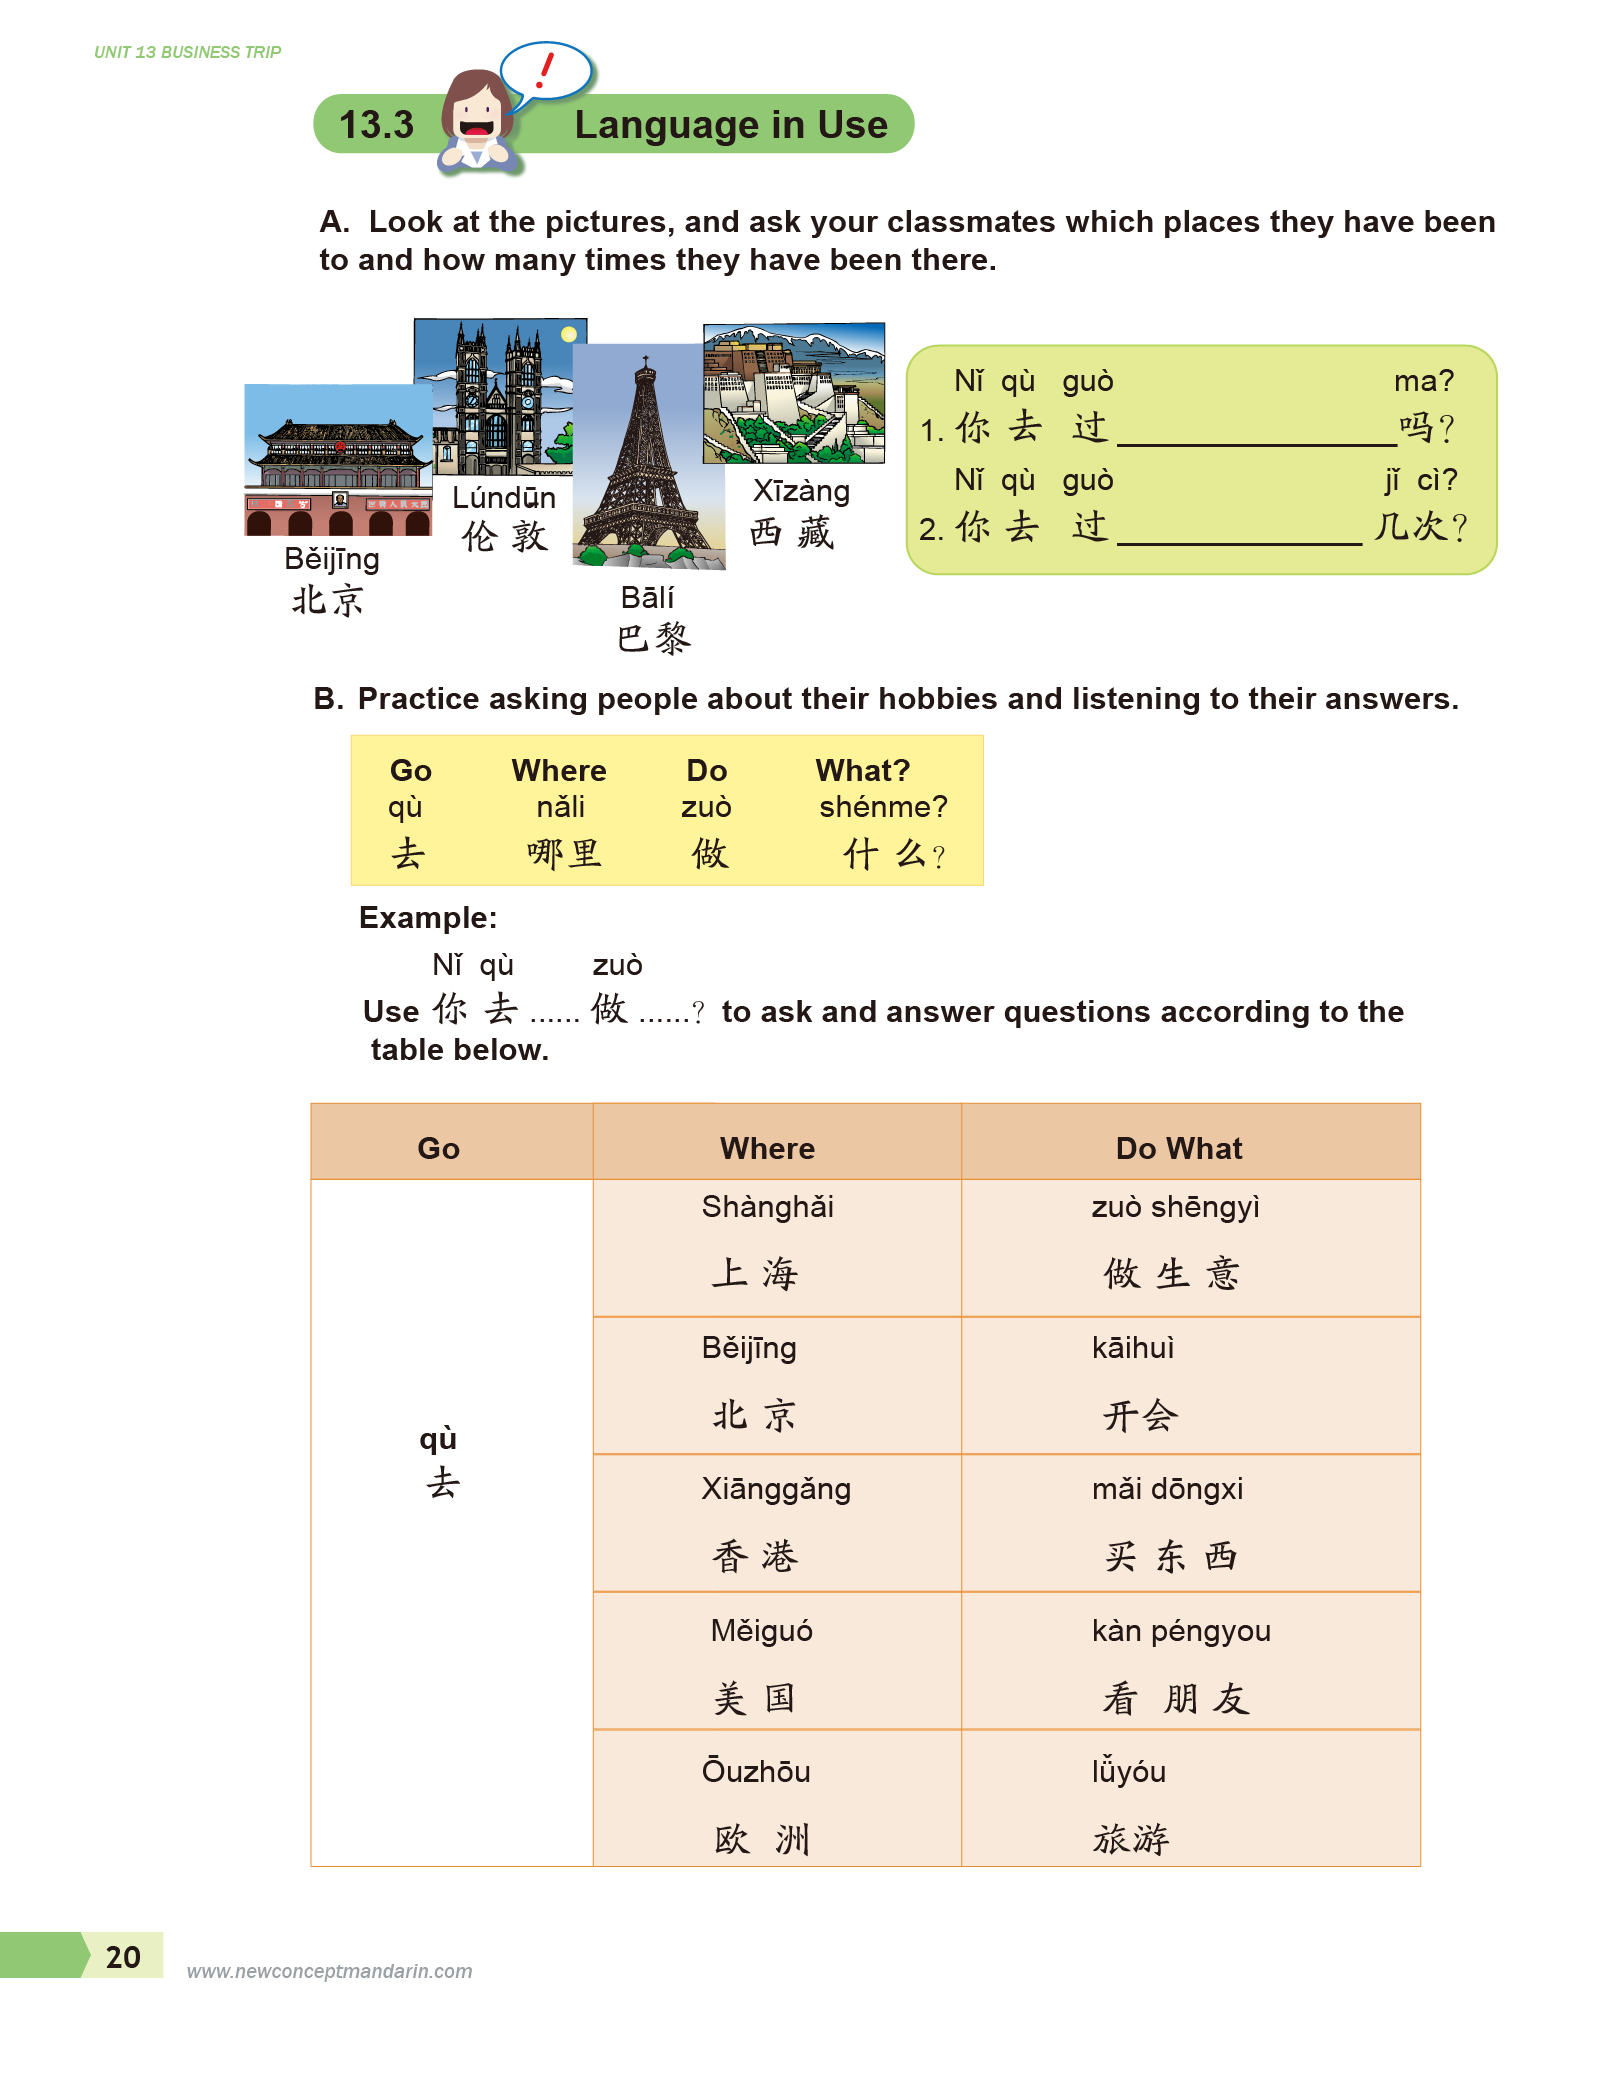 UNIT 13 BUSINESS TRIP
!
13.3 Language in Use
A. Look at the pictures, and ask your classmates which places they have been
to and how many times they have been there.
Běijīng
北京
Lúndūn
伦敦
Bālí
巴黎
Xīzàng
西藏
Nǐ qù guò ma?
1. 你去过 ______ 吗?
Nǐ qù guò jǐ cì?
2. 你去过 ______ 几次?
B. Practice asking people about their hobbies and listening to their answers.
Go Where Do What?
qù nǎli zuò shénme?
去 哪里 做 什么?
Example:
Nǐ qù zuò
Use 你去 ...... 做 ......? to ask and answer questions according to the
table below.
Go Where Do What
qù
去
Shànghǎi zuò shēngyì
上海 做生意
Běijīng kāihuì
北京 开会
Xiānggǎng mǎi dōngxi
香港 买东西
Měiguó kàn péngyou
美国 看朋友
Ōuzhōu lǚyóu
欧洲 旅游
20
www.newconceptmandarin.com